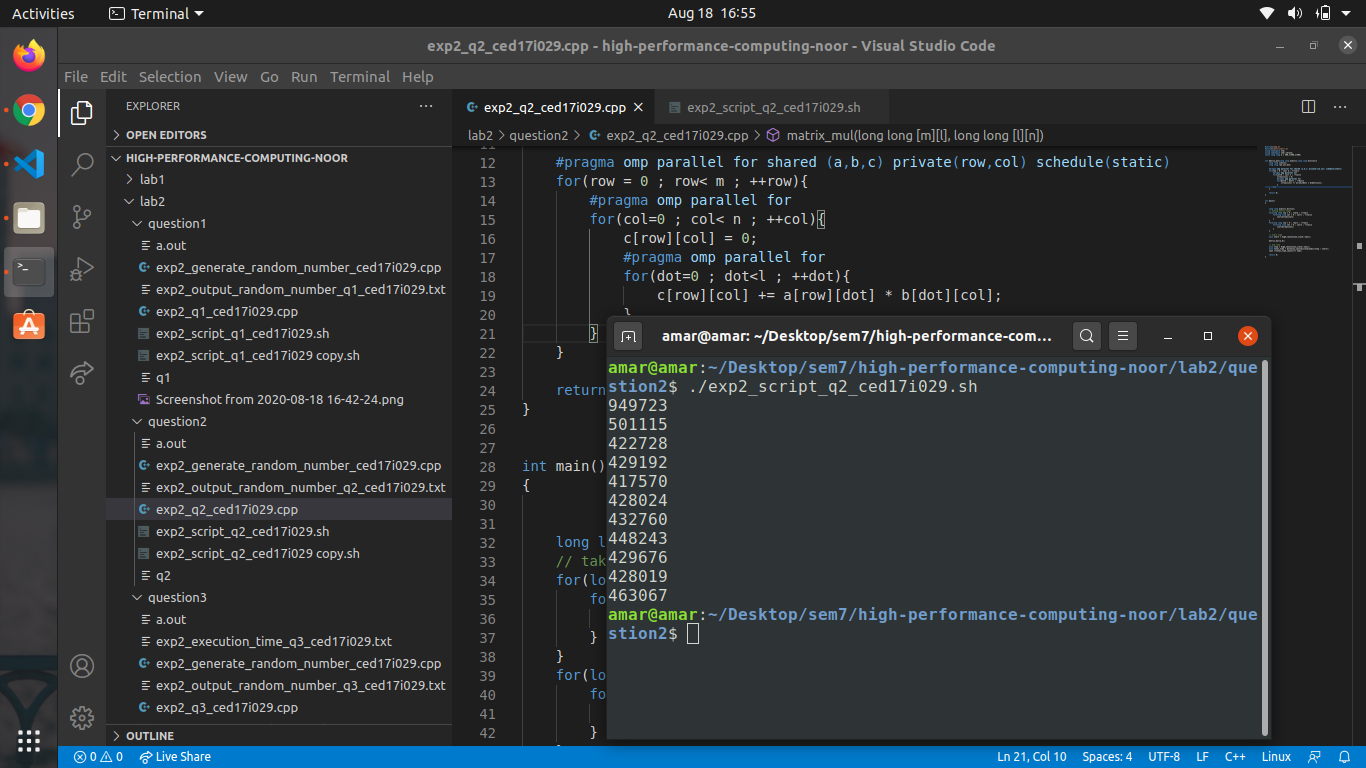 Activities
Terminal
Aug 18 16:55
exp2_q2_ced17i029.cpp - high-performance-computing-noor - Visual Studio Code
File Edit Selection View Go Run Terminal Help
EXPLORER
OPEN EDITORS
HIGH-PERFORMANCE-COMPUTING-NOOR
lab1
lab2
question1
a.out
exp2_generate_random_number_ced17i029.cpp
exp2_output_random_number_q1_ced17i029.txt
exp2_q1_ced17i029.cpp
exp2_script_q1_ced17i029.sh
exp2_script_q1_ced17i029 copy.sh
q1
Screenshot from 2020-08-18 16-42-24.png
question2
a.out
exp2_generate_random_number_ced17i029.cpp
exp2_output_random_number_q2_ced17i029.txt
exp2_q2_ced17i029.cpp
exp2_script_q2_ced17i029.sh
exp2_script_q2_ced17i029 copy.sh
q2
question3
a.out
exp2_execution_time_q3_ced17i029.txt
exp2_generate_random_number_ced17i029.cpp
exp2_output_random_number_q3_ced17i029.txt
exp2_q3_ced17i029.cpp
OUTLINE
exp2_q2_ced17i029.cpp
exp2_script_q2_ced17i029.sh
lab2 > question2 > exp2_q2_ced17i029.cpp > matrix_mul(long long [m][l], long long [l][n])
11
12 #pragma omp parallel for shared (a,b,c) private(row,col) schedule(static)
13 for(row = 0 ; row< m ; ++row){
14 #pragma omp parallel for
15 for(col=0 ; col< n ; ++col){
16 c[row][col] = 0;
17 #pragma omp parallel for
18 for(dot=0 ; dot<l ; ++dot){
19 c[row][col] += a[row][dot] * b[dot][col];
20 }
21 }
22 }
23
24 return
25 }
26
27
28 int main()
29 {
30
31
32 long l
33 // tak
34 for(lo
35 fo
36
37 }
38 }
39 for(lo
40 fo
41
42 }
amar@amar: ~/Desktop/sem7/high-performance-com...
amar@amar:~/Desktop/sem7/high-performance-computing-noor/lab2/que
stion2$ ./exp2_script_q2_ced17i029.sh
949723
501115
422728
429192
417570
428024
432760
448243
429676
428019
463067
amar@amar:~/Desktop/sem7/high-performance-computing-noor/lab2/que
stion2$
0 0 Live Share
Ln 21, Col 10 Spaces: 4 UTF-8 LF C++ Linux